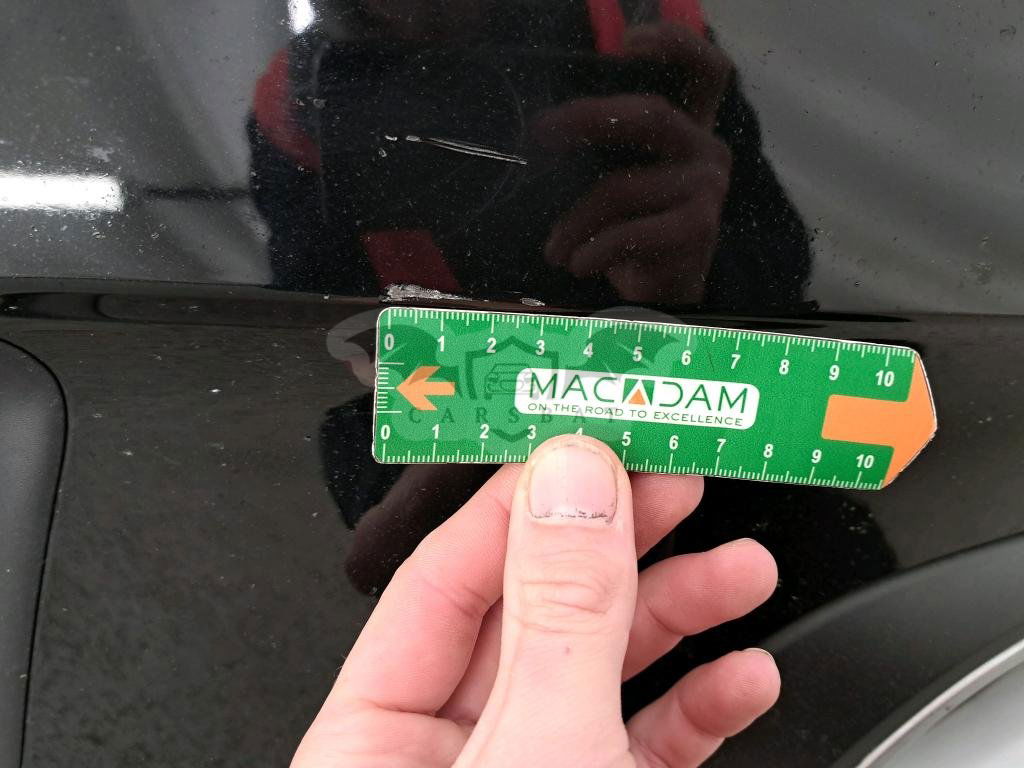 0 1 2 3 4 5 6 7 8 9 10
MACADAM
ON THE ROAD TO EXCELLENCE
CARSBAT
0 1 2 3 4 5 6 7 8 9 10